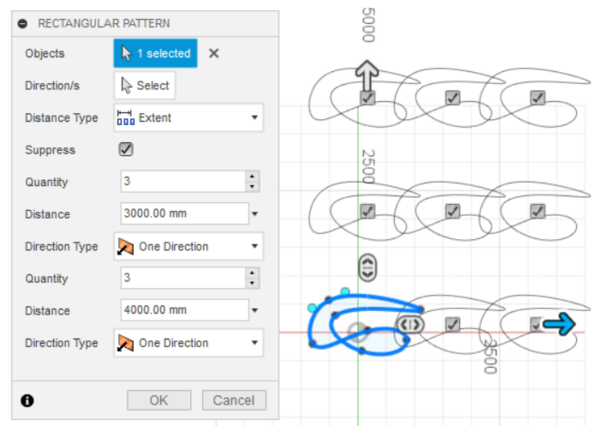 RECTANGULAR PATTERN
Objects
1 selected
Direction/s
Select
Distance Type
Extent
Suppress
Quantity
3
Distance
3000.00 mm
Direction Type
One Direction
Quantity
3
Distance
4000.00 mm
Direction Type
One Direction
OK
Cancel
5000
2500
2500